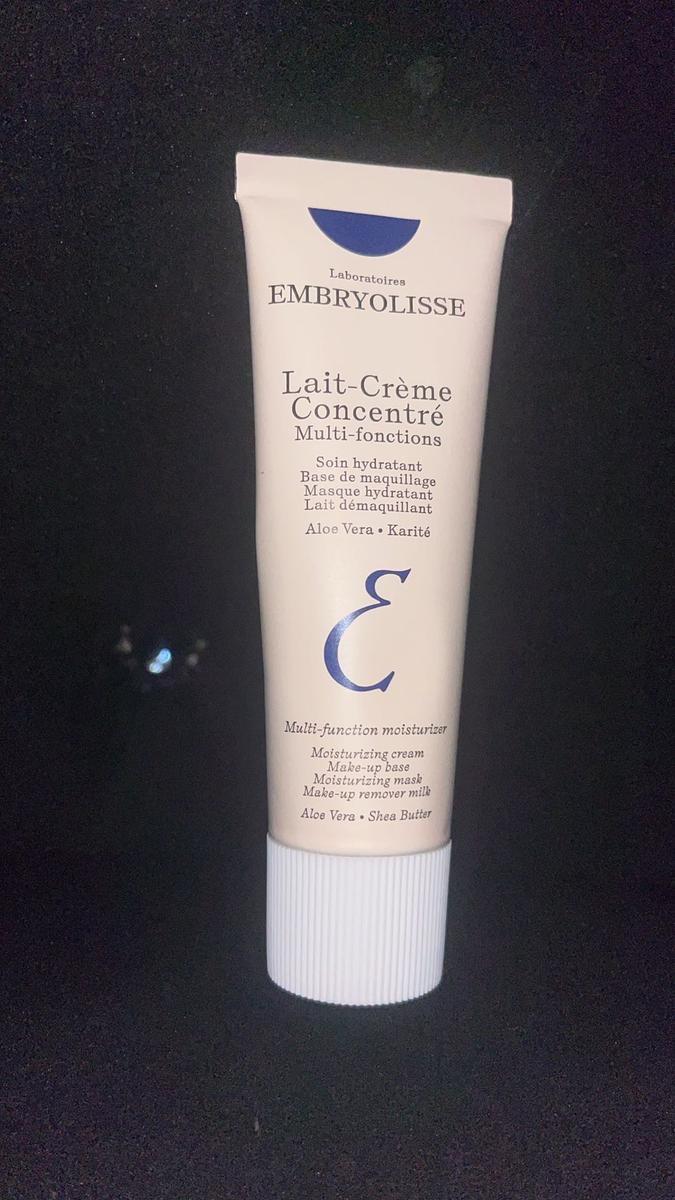 Laboratoires
EMBRYOLISSE
Lait-Crème
Concentré
Multi-fonctions
Soin hydratant
Base de maquillage
Masque hydratant
Lait démaquillant
Aloe Vera • Karité
Ɛ
Multi-function moisturizer
Moisturizing cream
Make-up base
Moisturizing mask
Make-up remover milk
Aloe Vera • Shea Butter